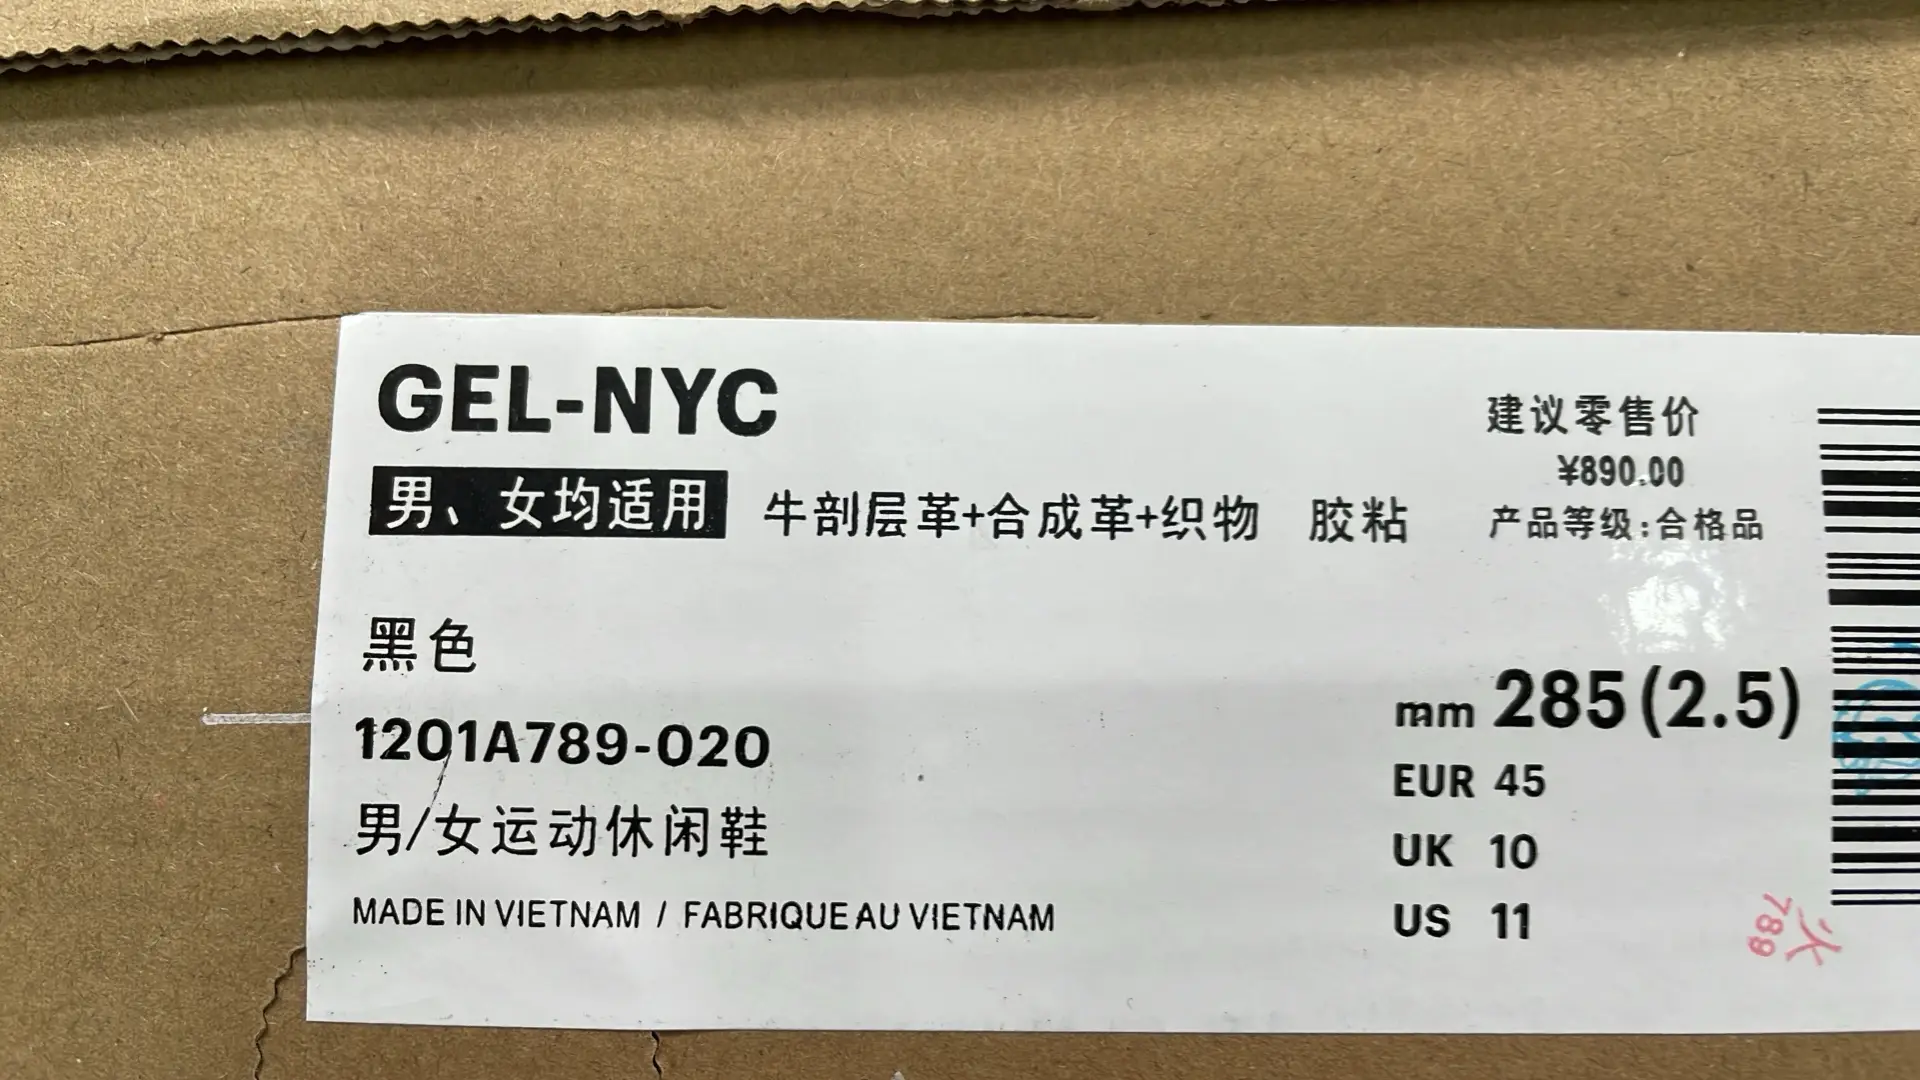 GEL-NYC
男、女均适用 牛剖层革+合成革+织物 胶粘
建议零售价
¥890.00
产品等级:合格品
黑色
1201A789-020
男/女运动休闲鞋
MADE IN VIETNAM / FABRIQUE AU VIETNAM
mm 285(2.5)
EUR 45
UK 10
US 11
火
789